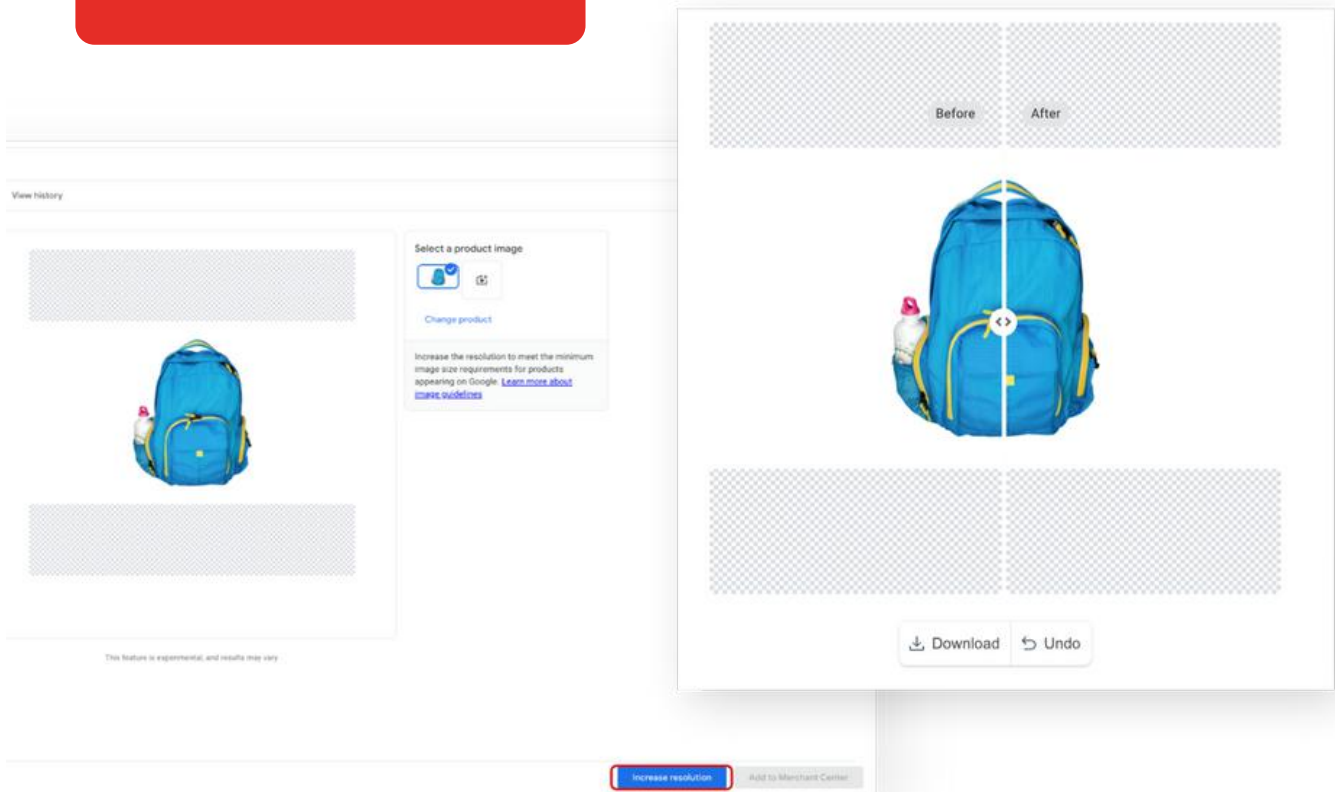 View history
Select a product image
Change product
Increase the resolution to meet the minimum
image size requirements for products
appearing on Google. Learn more about
image guidelines
This feature is experimental, and results may vary
Increase resolution
Add to Merchant Center
Before
After
Download
Undo